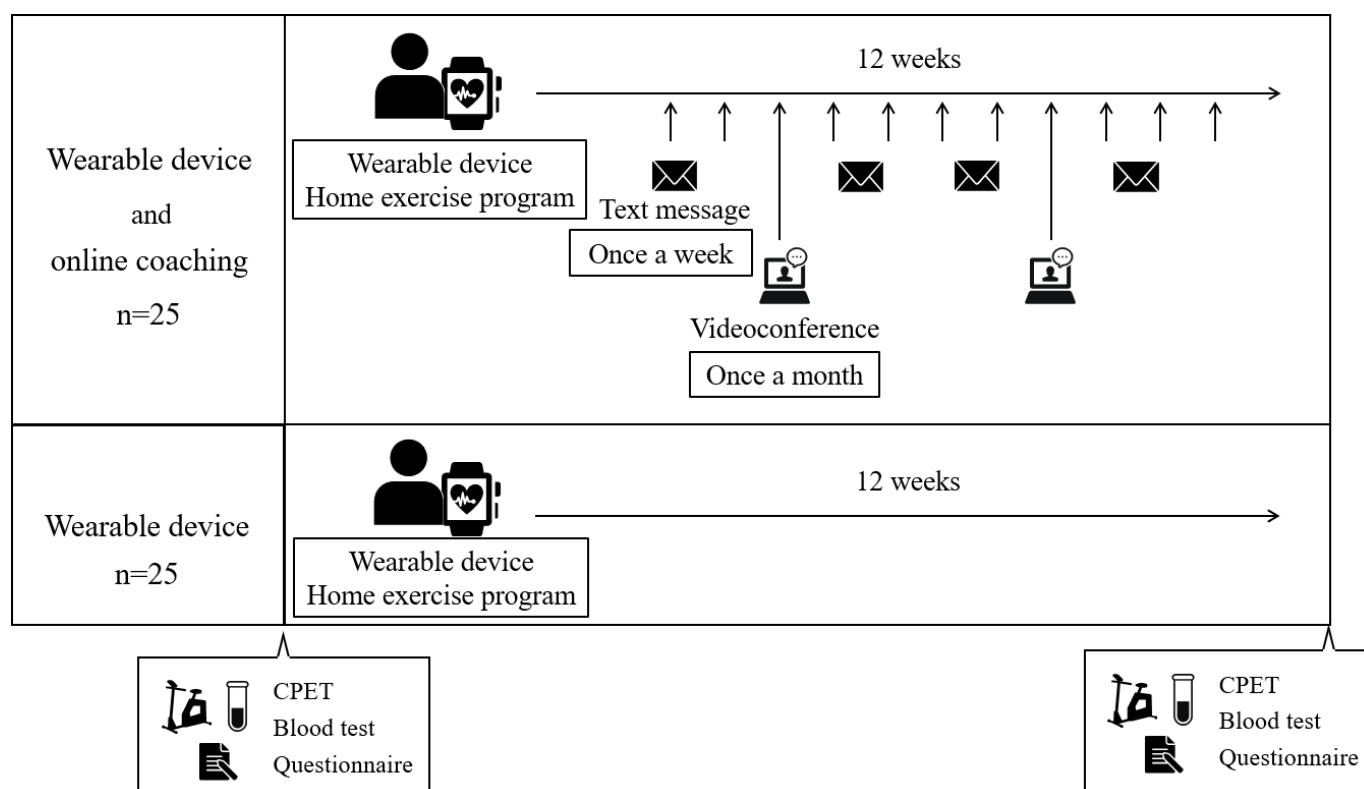 Wearable device
and
online coaching
n=25
Wearable device
Home exercise program
12 weeks
Text message
Once a week
Videoconference
Once a month
Wearable device
n=25
Wearable device
Home exercise program
12 weeks
CPET
Blood test
Questionnaire
CPET
Blood test
Questionnaire